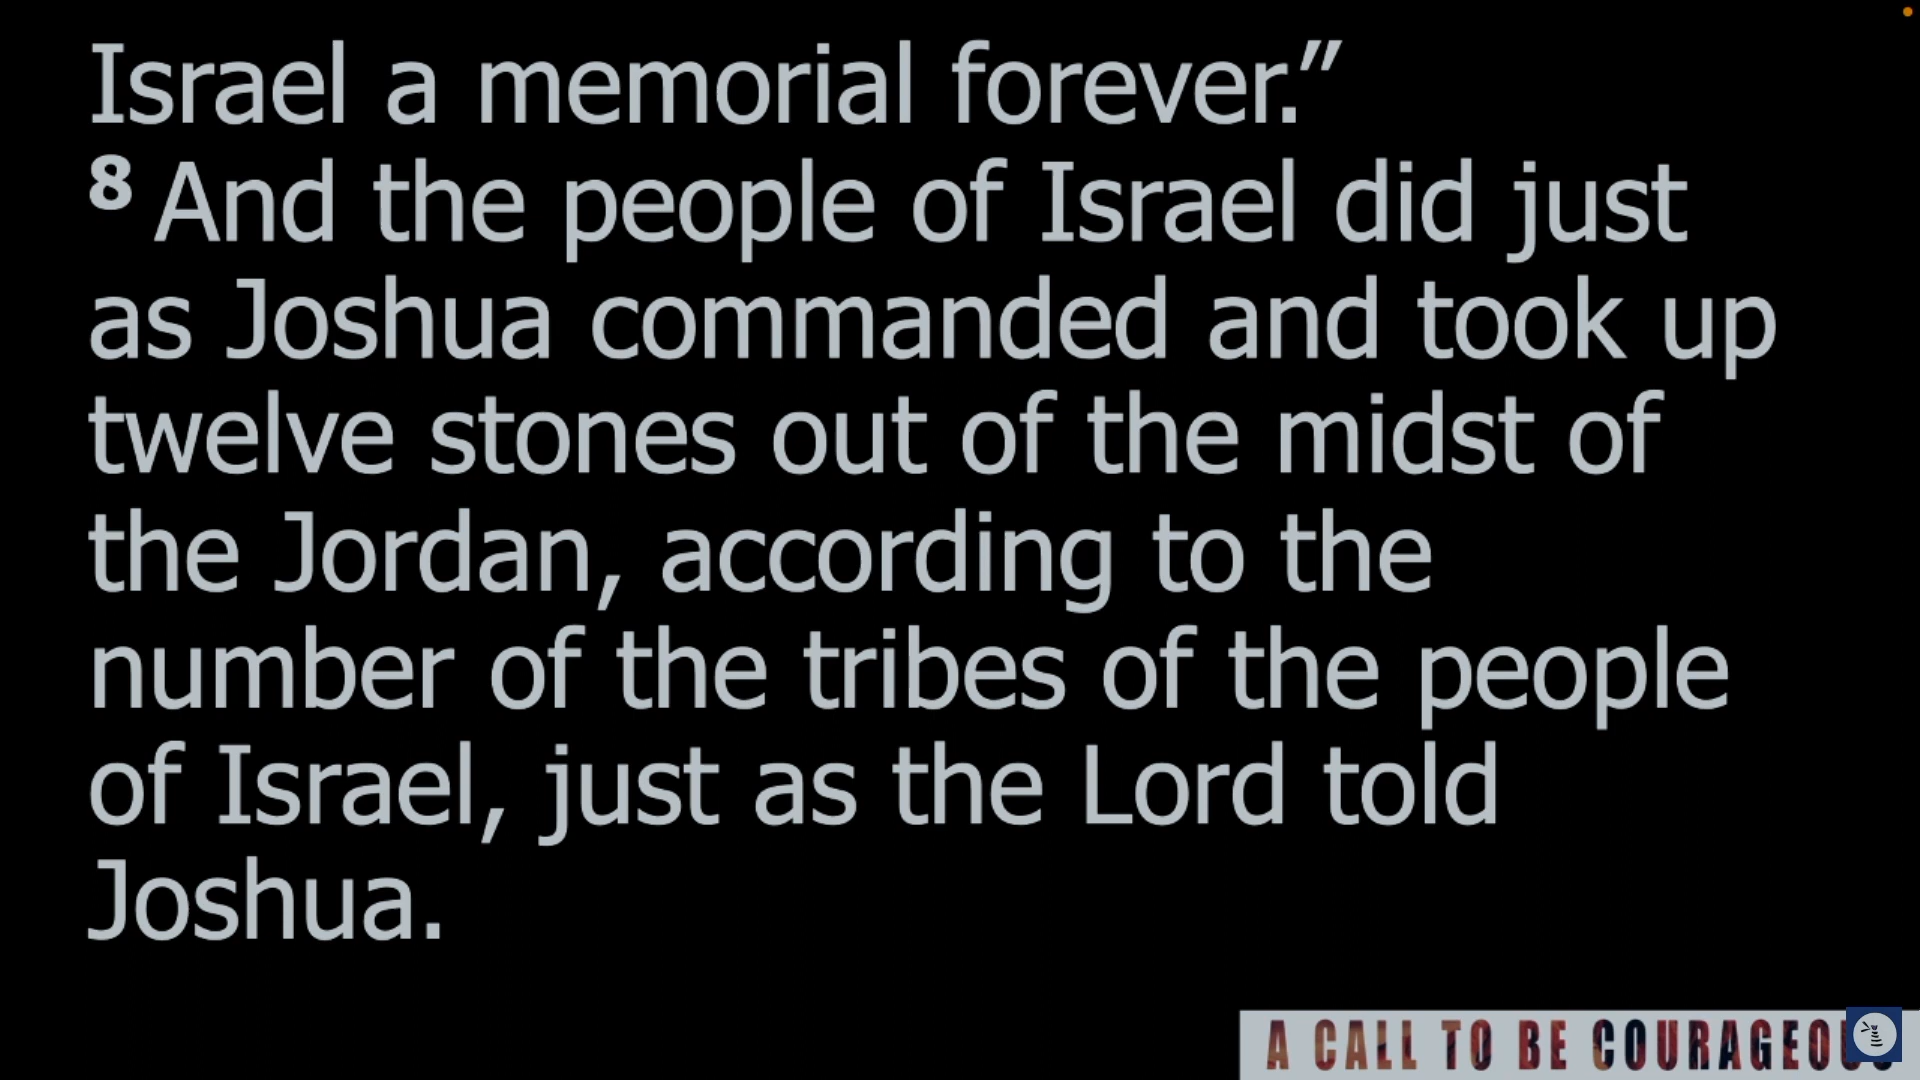 Israel a memorial forever.”
8 And the people of Israel did just
as Joshua commanded and took up
twelve stones out of the midst of
the Jordan, according to the
number of the tribes of the people
of Israel, just as the Lord told
Joshua.
A CALL TO BE COURAGEOUS